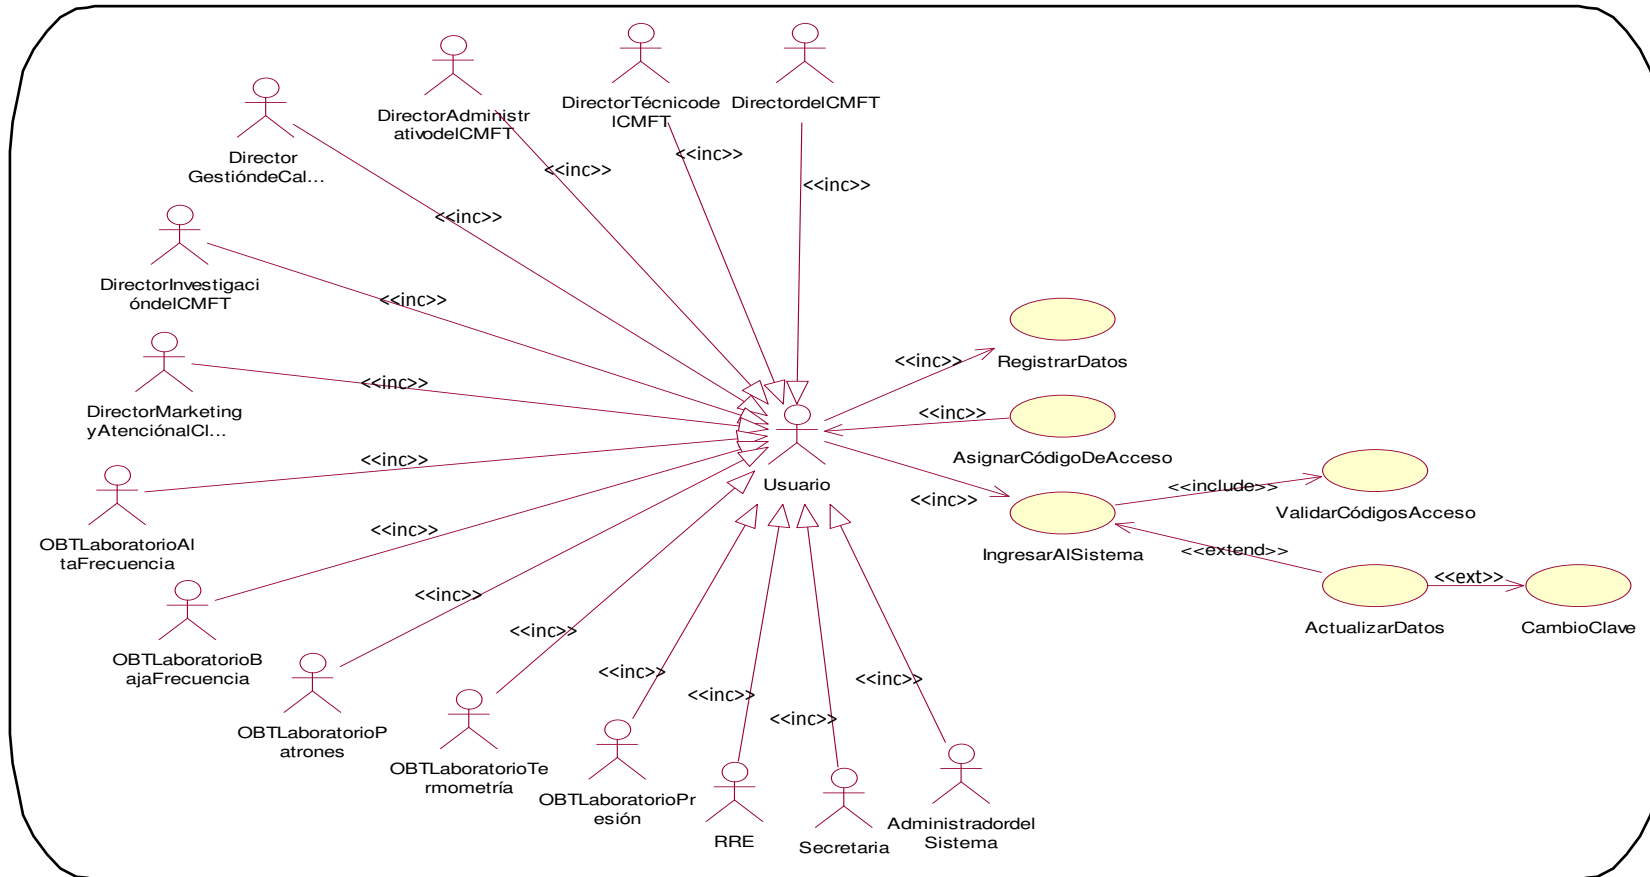 DirectorAdministr
ativodelCMFT
DirectorTécnicode
lCMFT
DirectordelCMFT
Director
GestióndeCal...
<<inc>>
<<inc>>
<<inc>>
<<inc>>
DirectorInvestigaci
óndelCMFT
<<inc>>
DirectorMarketing
yAtenciónalCl...
<<inc>>
RegistrarDatos
<<inc>>
AsignarCódigoDeAcceso
<<inc>>
OBTLaboratorioAl
taFrecuencia
<<inc>>
Usuario
<<inc>>
IngresarAlSistema
<<include>>
ValidarCódigosAcceso
<<extend>>
ActualizarDatos
<<ext>>
CambioClave
OBTLaboratorioB
ajaFrecuencia
<<inc>>
OBTLaboratorioP
atrones
<<inc>>
OBTLaboratorioTe
rmometría
<<inc>>
OBTLaboratorioPr
esión
<<inc>>
RRE
<<inc>>
Secretaria
<<inc>>
Administradordel
Sistema
<<inc>>